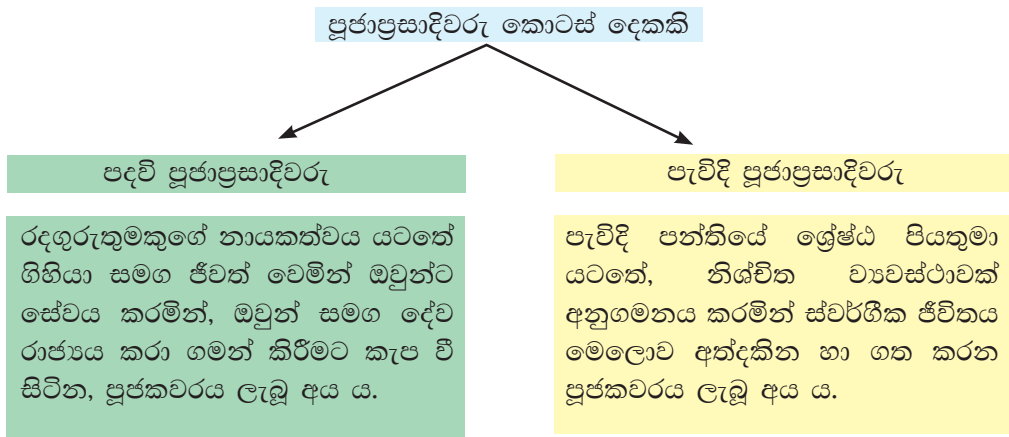 පූජාප්‍රසාදිවරු කොටස් දෙකකි
පදවි පූජාප්‍රසාදිවරු
රදගුරුතුමකුගේ නායකත්වය යටතේ
ගිහියා සමග ජීවත් වෙමින් ඔවුන්ට
සේවය කරමින්, ඔවුන් සමග දේව
රාජ්‍යය කරා ගමන් කිරීමට කැප වී
සිටින, පූජකවරය ලැබූ අය ය.
පැවිදි පූජාප්‍රසාදිවරු
පැවිදි පන්තියේ ශ්‍රේෂ්ඨ පියතුමා
යටතේ, නිශ්චිත ව්‍යවස්ථාවක්
අනුගමනය කරමින් ස්වර්ගීක ජීවිතය
මෙලොව අත්දකින හා ගත කරන
පූජකවරය ලැබූ අය ය.